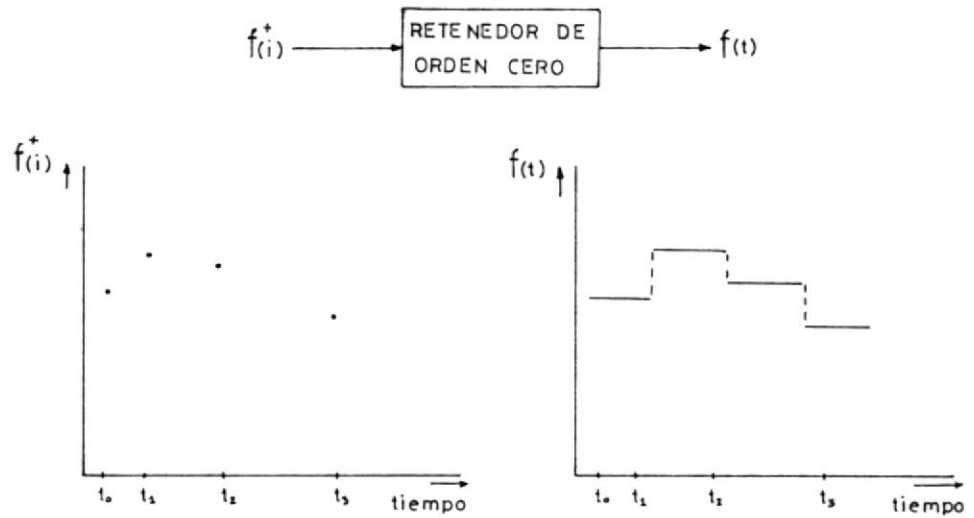 f⁺(i)
RETENEDOR DE
ORDEN CERO
f(t)
f⁺(i)
t₀ t₁ t₂ t₃
tiempo
f(t)
t₀ t₁ t₂ t₃
tiempo